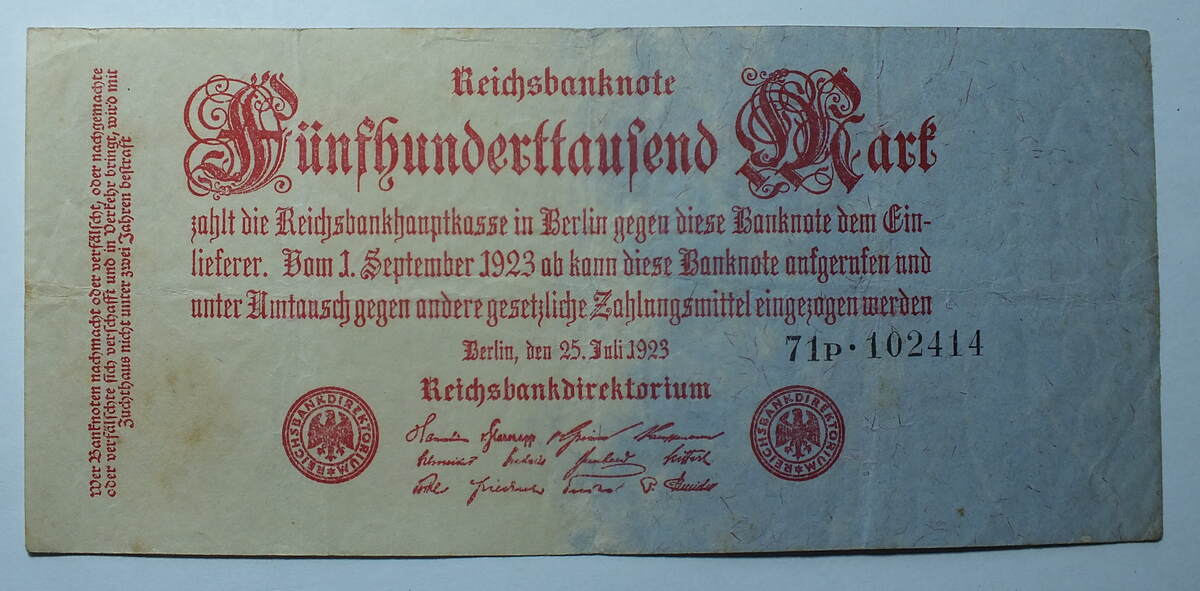 Reichsbanknote
Fünfhunderttausend Mark
zahlt die Reichsbankhauptkasse in Berlin gegen diese Banknote dem Ein-
lieferer. Vom 1. September 1923 ab kann diese Banknote aufgerufen und
unter Umtausch gegen andere gesetzliche Zahlungsmittel eingezogen werden
Berlin, den 25. Juli 1923
71P·102414
Reichsbankdirektorium
REICHSBANKDIREKTORIUM
REICHSBANKDIREKTORIUM
Wer Banknoten nachmacht oder verfälscht, oder nachgemachte
oder verfälschte sich verschafft und in Verkehr bringt, wird mit
Zuchthaus nicht unter zwei Jahren bestraft